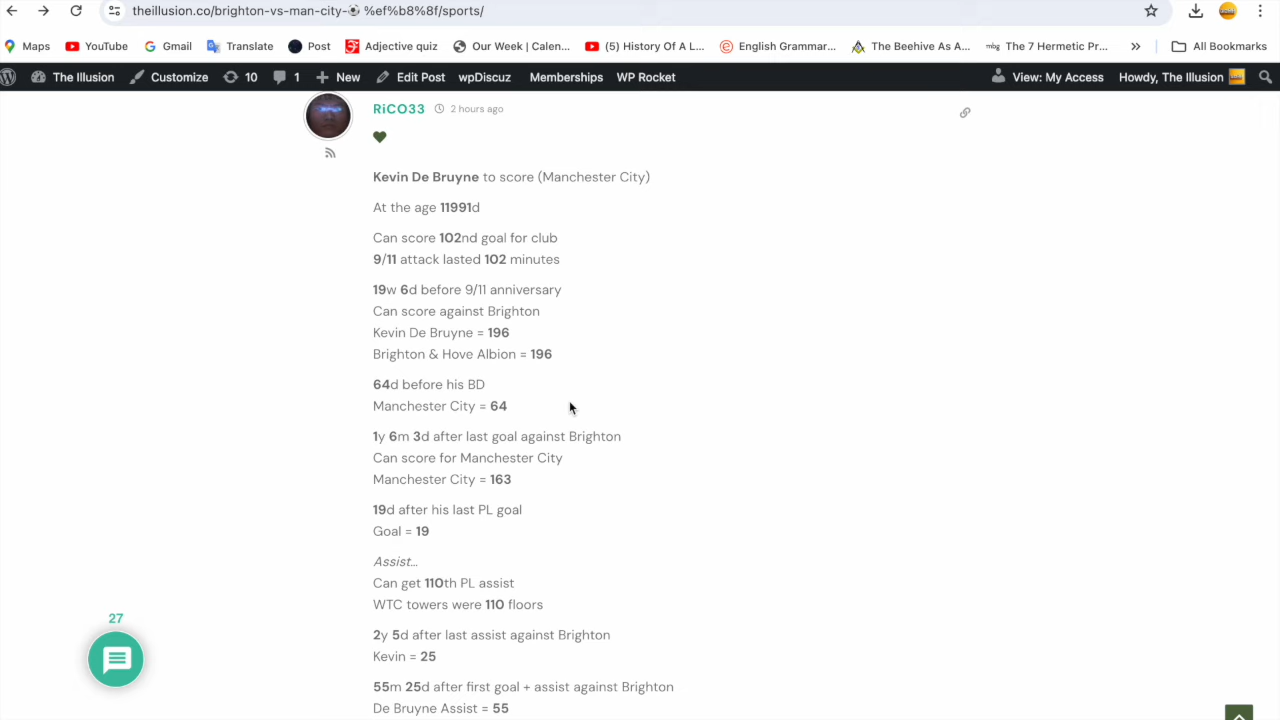 theillusion.co/brighton-vs-man-city-⚽ %ef%b8%8f/sports/
Maps YouTube Gmail Translate Post Adjective quiz Our Week | Calen... (5) History Of A L... English Grammar... The Beehive As A... mbg The 7 Hermetic Pr... » All Bookmarks
The Illusion Customize 10 1 New Edit Post wpDiscuz Memberships WP Rocket View: My Access Howdy, The Illusion
RiCO33 2 hours ago
Kevin De Bruyne to score (Manchester City)
At the age 11991d
Can score 102nd goal for club
9/11 attack lasted 102 minutes
19w 6d before 9/11 anniversary
Can score against Brighton
Kevin De Bruyne = 196
Brighton & Hove Albion = 196
64d before his BD
Manchester City = 64
1y 6m 3d after last goal against Brighton
Can score for Manchester City
Manchester City = 163
19d after his last PL goal
Goal = 19
Assist...
Can get 110th PL assist
WTC towers were 110 floors
27
2y 5d after last assist against Brighton
Kevin = 25
55m 25d after first goal + assist against Brighton
De Bruyne Assist = 55